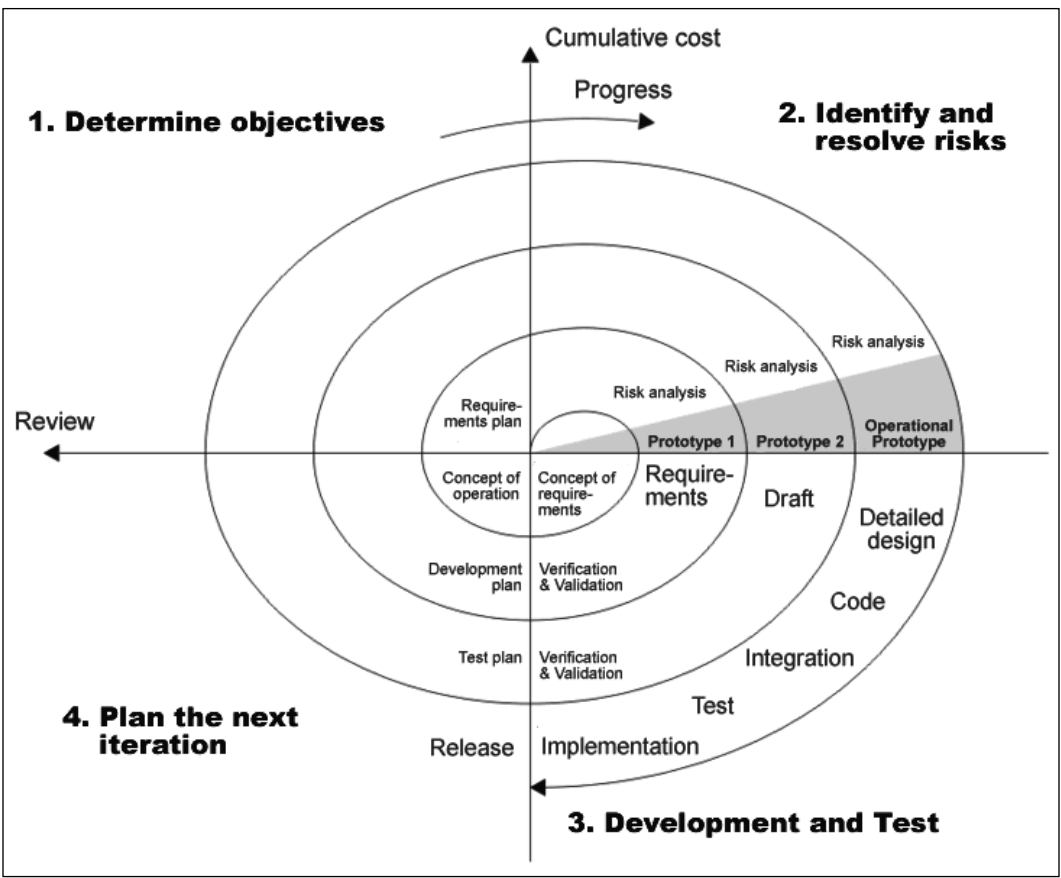 Cumulative cost
Progress
1. Determine objectives
2. Identify and
resolve risks
Risk analysis
Risk analysis
Risk analysis
Require-
ments plan
Review
Prototype 1
Prototype 2
Operational
Prototype
Concept of
operation
Concept of
require-
ments
Require-
ments
Draft
Detailed
design
Development
plan
Verification
& Validation
Code
Test plan
Verification
& Validation
Integration
Test
4. Plan the next
iteration
Release
Implementation
3. Development and Test